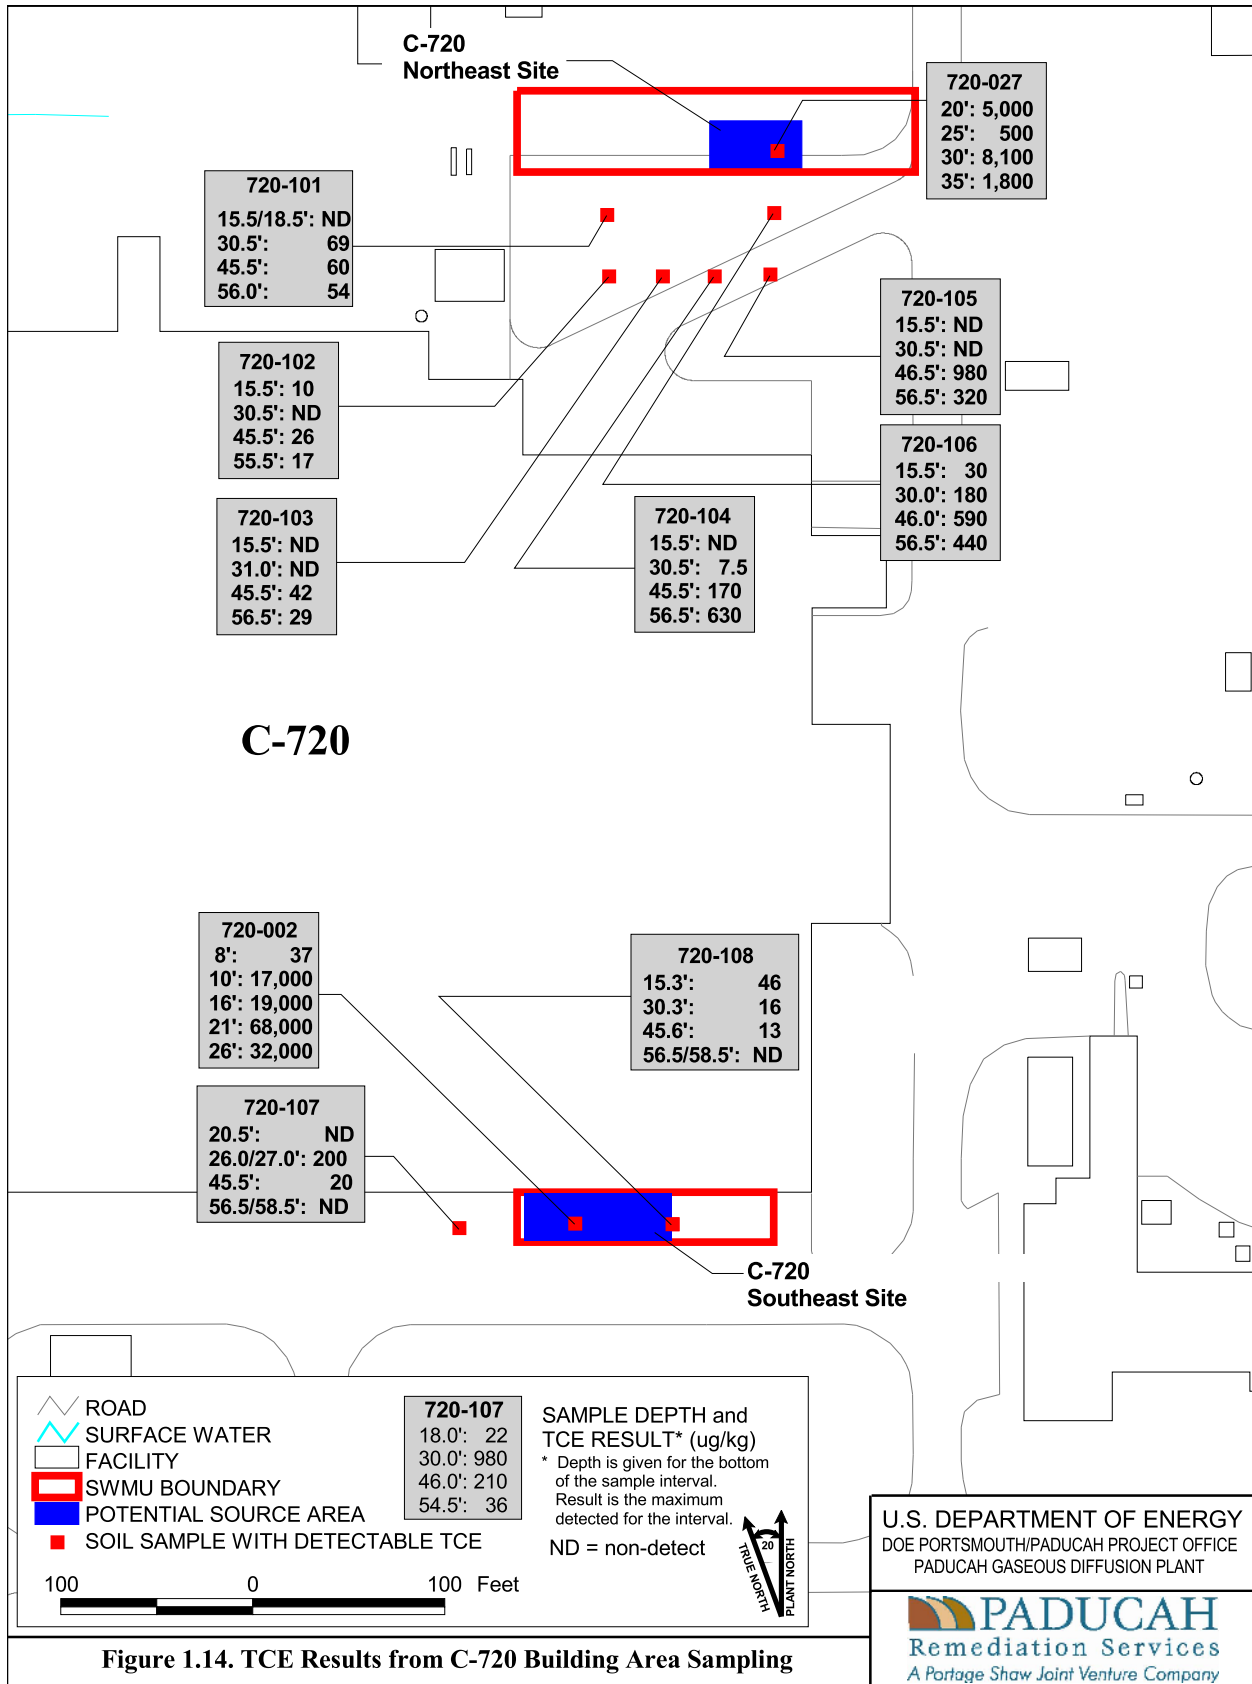 C-720
Northeast Site
720-027
20': 5,000
25': 500
30': 8,100
35': 1,800
720-101
15.5/18.5': ND
30.5': 69
45.5': 60
56.0': 54
720-105
15.5': ND
30.5': ND
46.5': 980
56.5': 320
720-102
15.5': 10
30.5': ND
45.5': 26
55.5': 17
720-106
15.5': 30
30.0': 180
46.0': 590
56.5': 440
720-103
15.5': ND
31.0': ND
45.5': 42
56.5': 29
720-104
15.5': ND
30.5': 7.5
45.5': 170
56.5': 630
C-720
720-002
8': 37
10': 17,000
16': 19,000
21': 68,000
26': 32,000
720-108
15.3': 46
30.3': 16
45.6': 13
56.5/58.5': ND
720-107
20.5': ND
26.0/27.0': 200
45.5': 20
56.5/58.5': ND
C-720
Southeast Site
ROAD
SURFACE WATER
FACILITY
SWMU BOUNDARY
POTENTIAL SOURCE AREA
SOIL SAMPLE WITH DETECTABLE TCE
720-107
18.0': 22
30.0': 980
46.0': 210
54.5': 36
SAMPLE DEPTH and
TCE RESULT* (ug/kg)
* Depth is given for the bottom
of the sample interval.
Result is the maximum
detected for the interval.
ND = non-detect
20
TRUE NORTH
PLANT NORTH
100 0 100 Feet
U.S. DEPARTMENT OF ENERGY
DOE PORTSMOUTH/PADUCAH PROJECT OFFICE
PADUCAH GASEOUS DIFFUSION PLANT
PADUCAH
Remediation Services
A Portage Shaw Joint Venture Company
Figure 1.14. TCE Results from C-720 Building Area Sampling